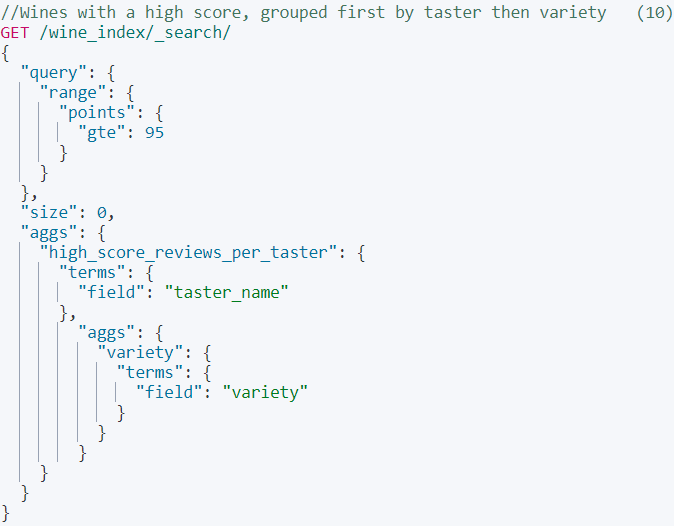 //Wines with a high score, grouped first by taster then variety   (10)
GET /wine_index/_search/
{
  "query": {
    "range": {
      "points": {
        "gte": 95
      }
    }
  },
  "size": 0,
  "aggs": {
    "high_score_reviews_per_taster": {
      "terms": {
        "field": "taster_name"
      },
        "aggs": {
          "variety": {
            "terms": {
              "field": "variety"
            }
          }
        }
    }
  }
}